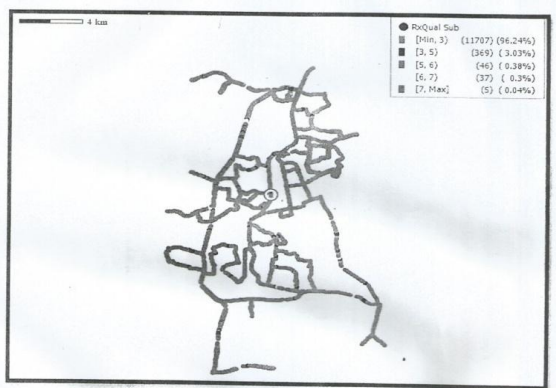 4 km
RxQual Sub
[Min, 3) (11707) (96.24%)
[3, 5) (369) ( 3.03%)
[5, 6) (46) ( 0.38%)
[6, 7) (37) ( 0.3%)
[7, Max] (5) ( 0.04%)